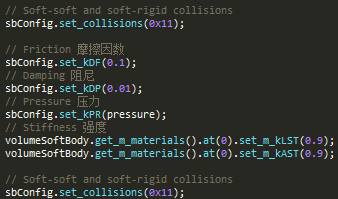 // Soft-soft and soft-rigid collisions
sbConfig.set_collisions(0x11);
// Friction 摩擦因数
sbConfig.set_kDF(0.1);
// Damping 阻尼
sbConfig.set_kDP(0.01);
// Pressure 压力
sbConfig.set_kPR(pressure);
// Stiffness 强度
volumeSoftBody.get_m_materials().at(0).set_m_kLST(0.9);
volumeSoftBody.get_m_materials().at(0).set_m_kAST(0.9);
// Soft-soft and soft-rigid collisions
sbConfig.set_collisions(0x11);